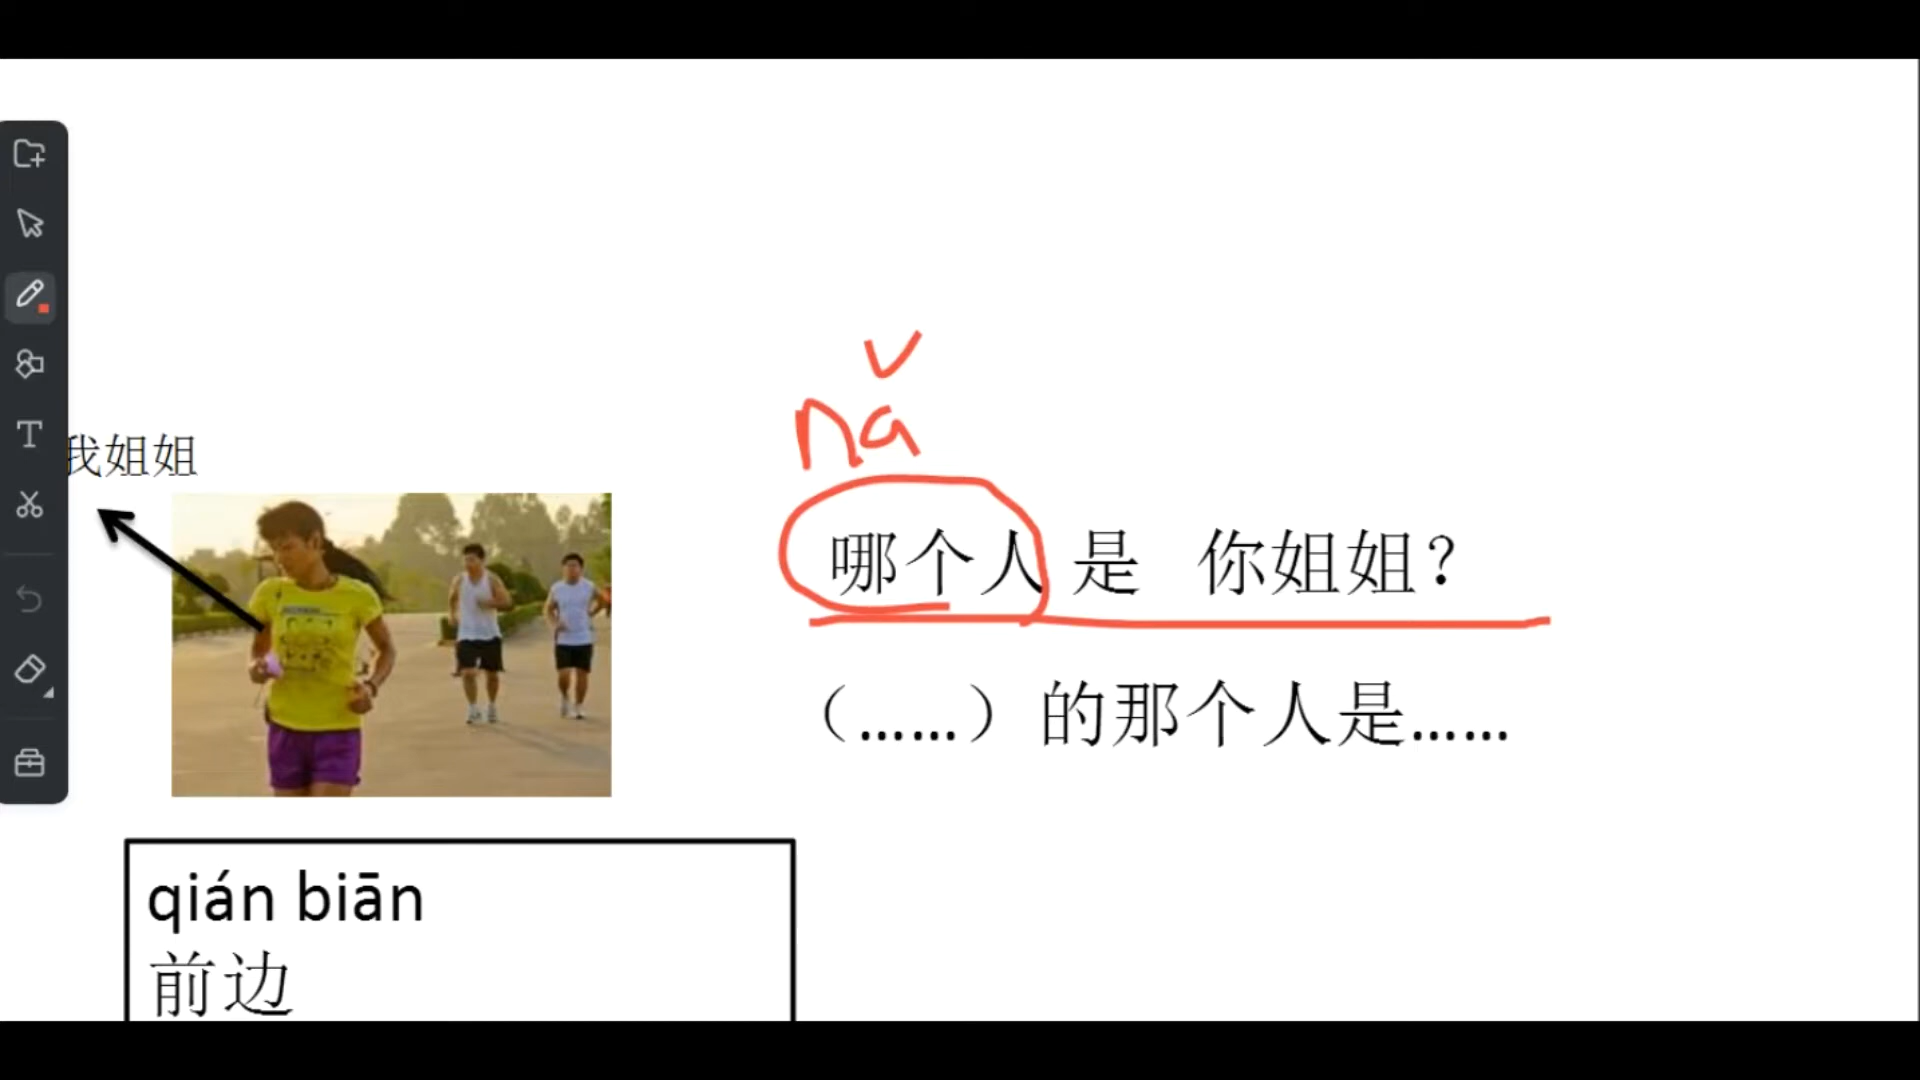 nǎ
我姐姐
哪个人 是 你姐姐？
（……）的那个人是……
qián biān
前边